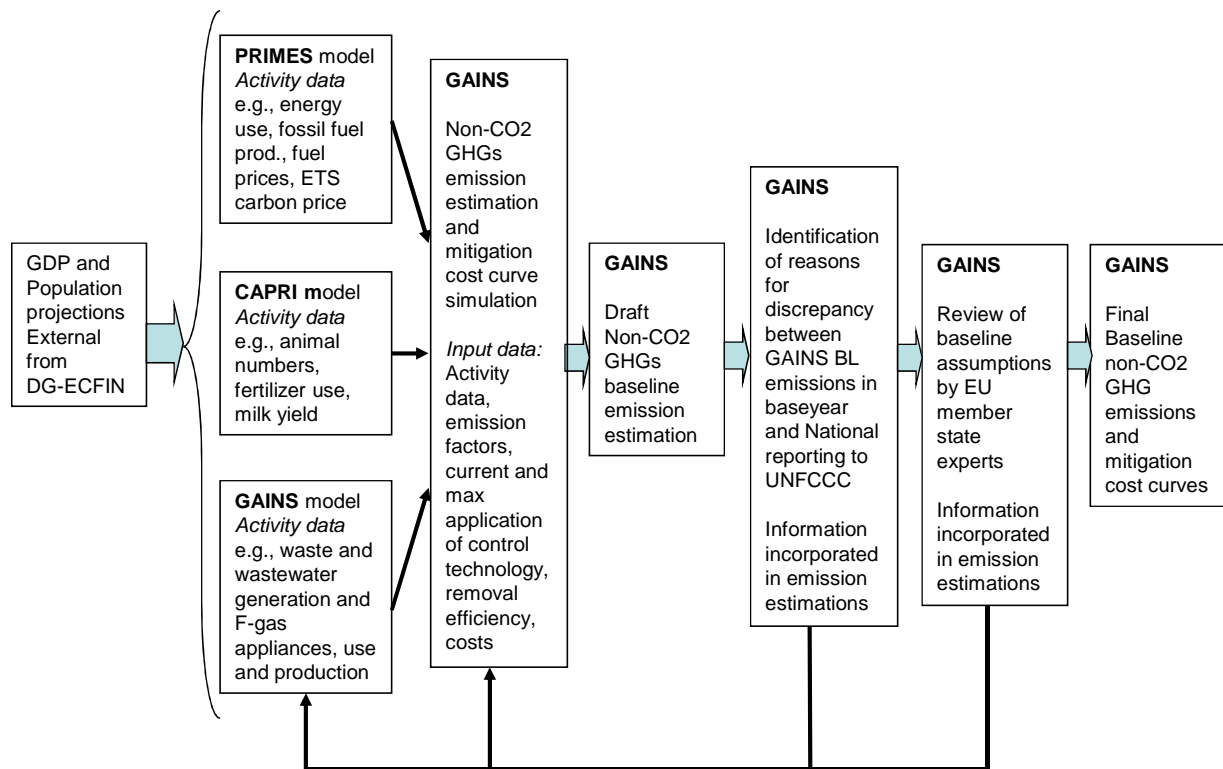 GDP and
Population
projections
External
from
DG-ECFIN
PRIMES model
Activity data
e.g., energy
use, fossil fuel
prod., fuel
prices, ETS
carbon price
CAPRI model
Activity data
e.g., animal
numbers,
fertilizer use,
milk yield
GAINS model
Activity data
e.g., waste and
wastewater
generation and
F-gas
appliances, use
and production
GAINS
Non-CO2
GHGs
emission
estimation
and
mitigation
cost curve
simulation
Input data:
Activity
data,
emission
factors,
current and
max
application
of control
technology,
removal
efficiency,
costs
GAINS
Draft
Non-CO2
GHGs
baseline
emission
estimation
GAINS
Identification
of reasons
for
discrepancy
between
GAINS BL
emissions in
baseyear
and National
reporting to
UNFCCC
Information
incorporated
in emission
estimations
GAINS
Review of
baseline
assumptions
by EU
member
state
experts
Information
incorporated
in emission
estimations
GAINS
Final
Baseline
non-CO2
GHG
emissions
and
mitigation
cost curves